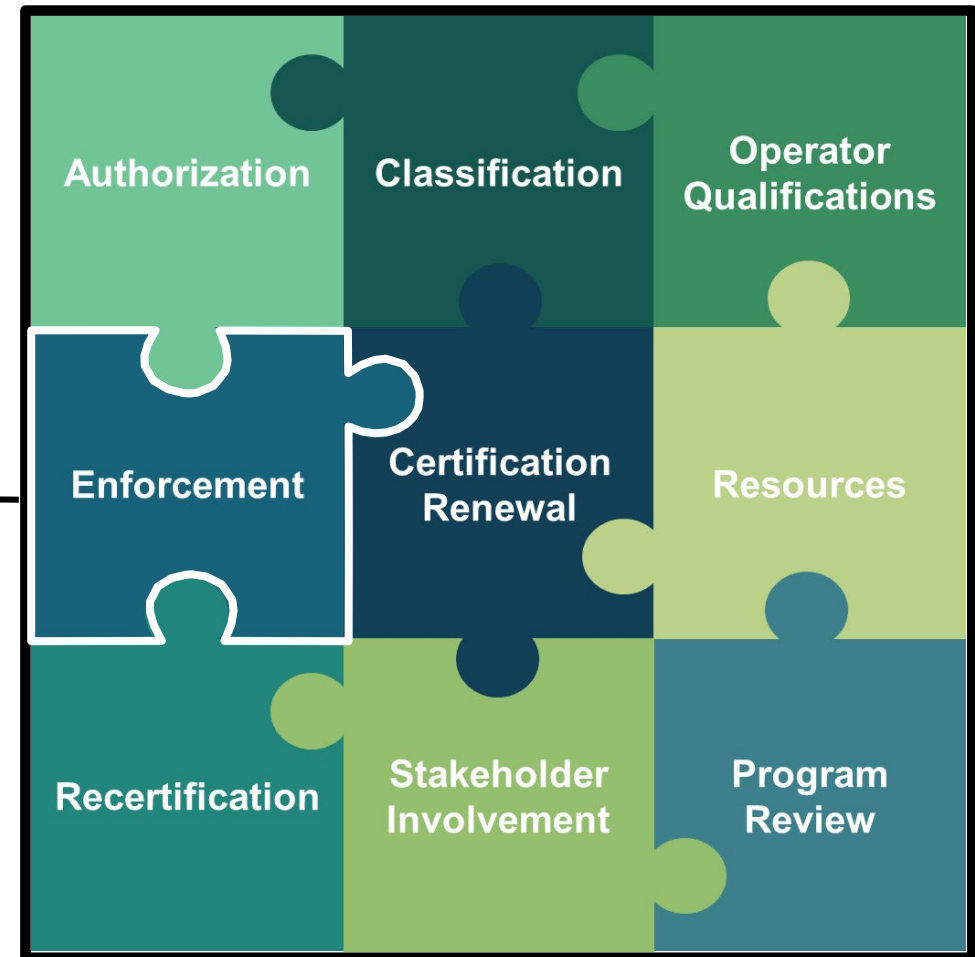 Authorization
Classification
Operator
Qualifications
Enforcement
Certification
Renewal
Resources
Recertification
Stakeholder
Involvement
Program
Review